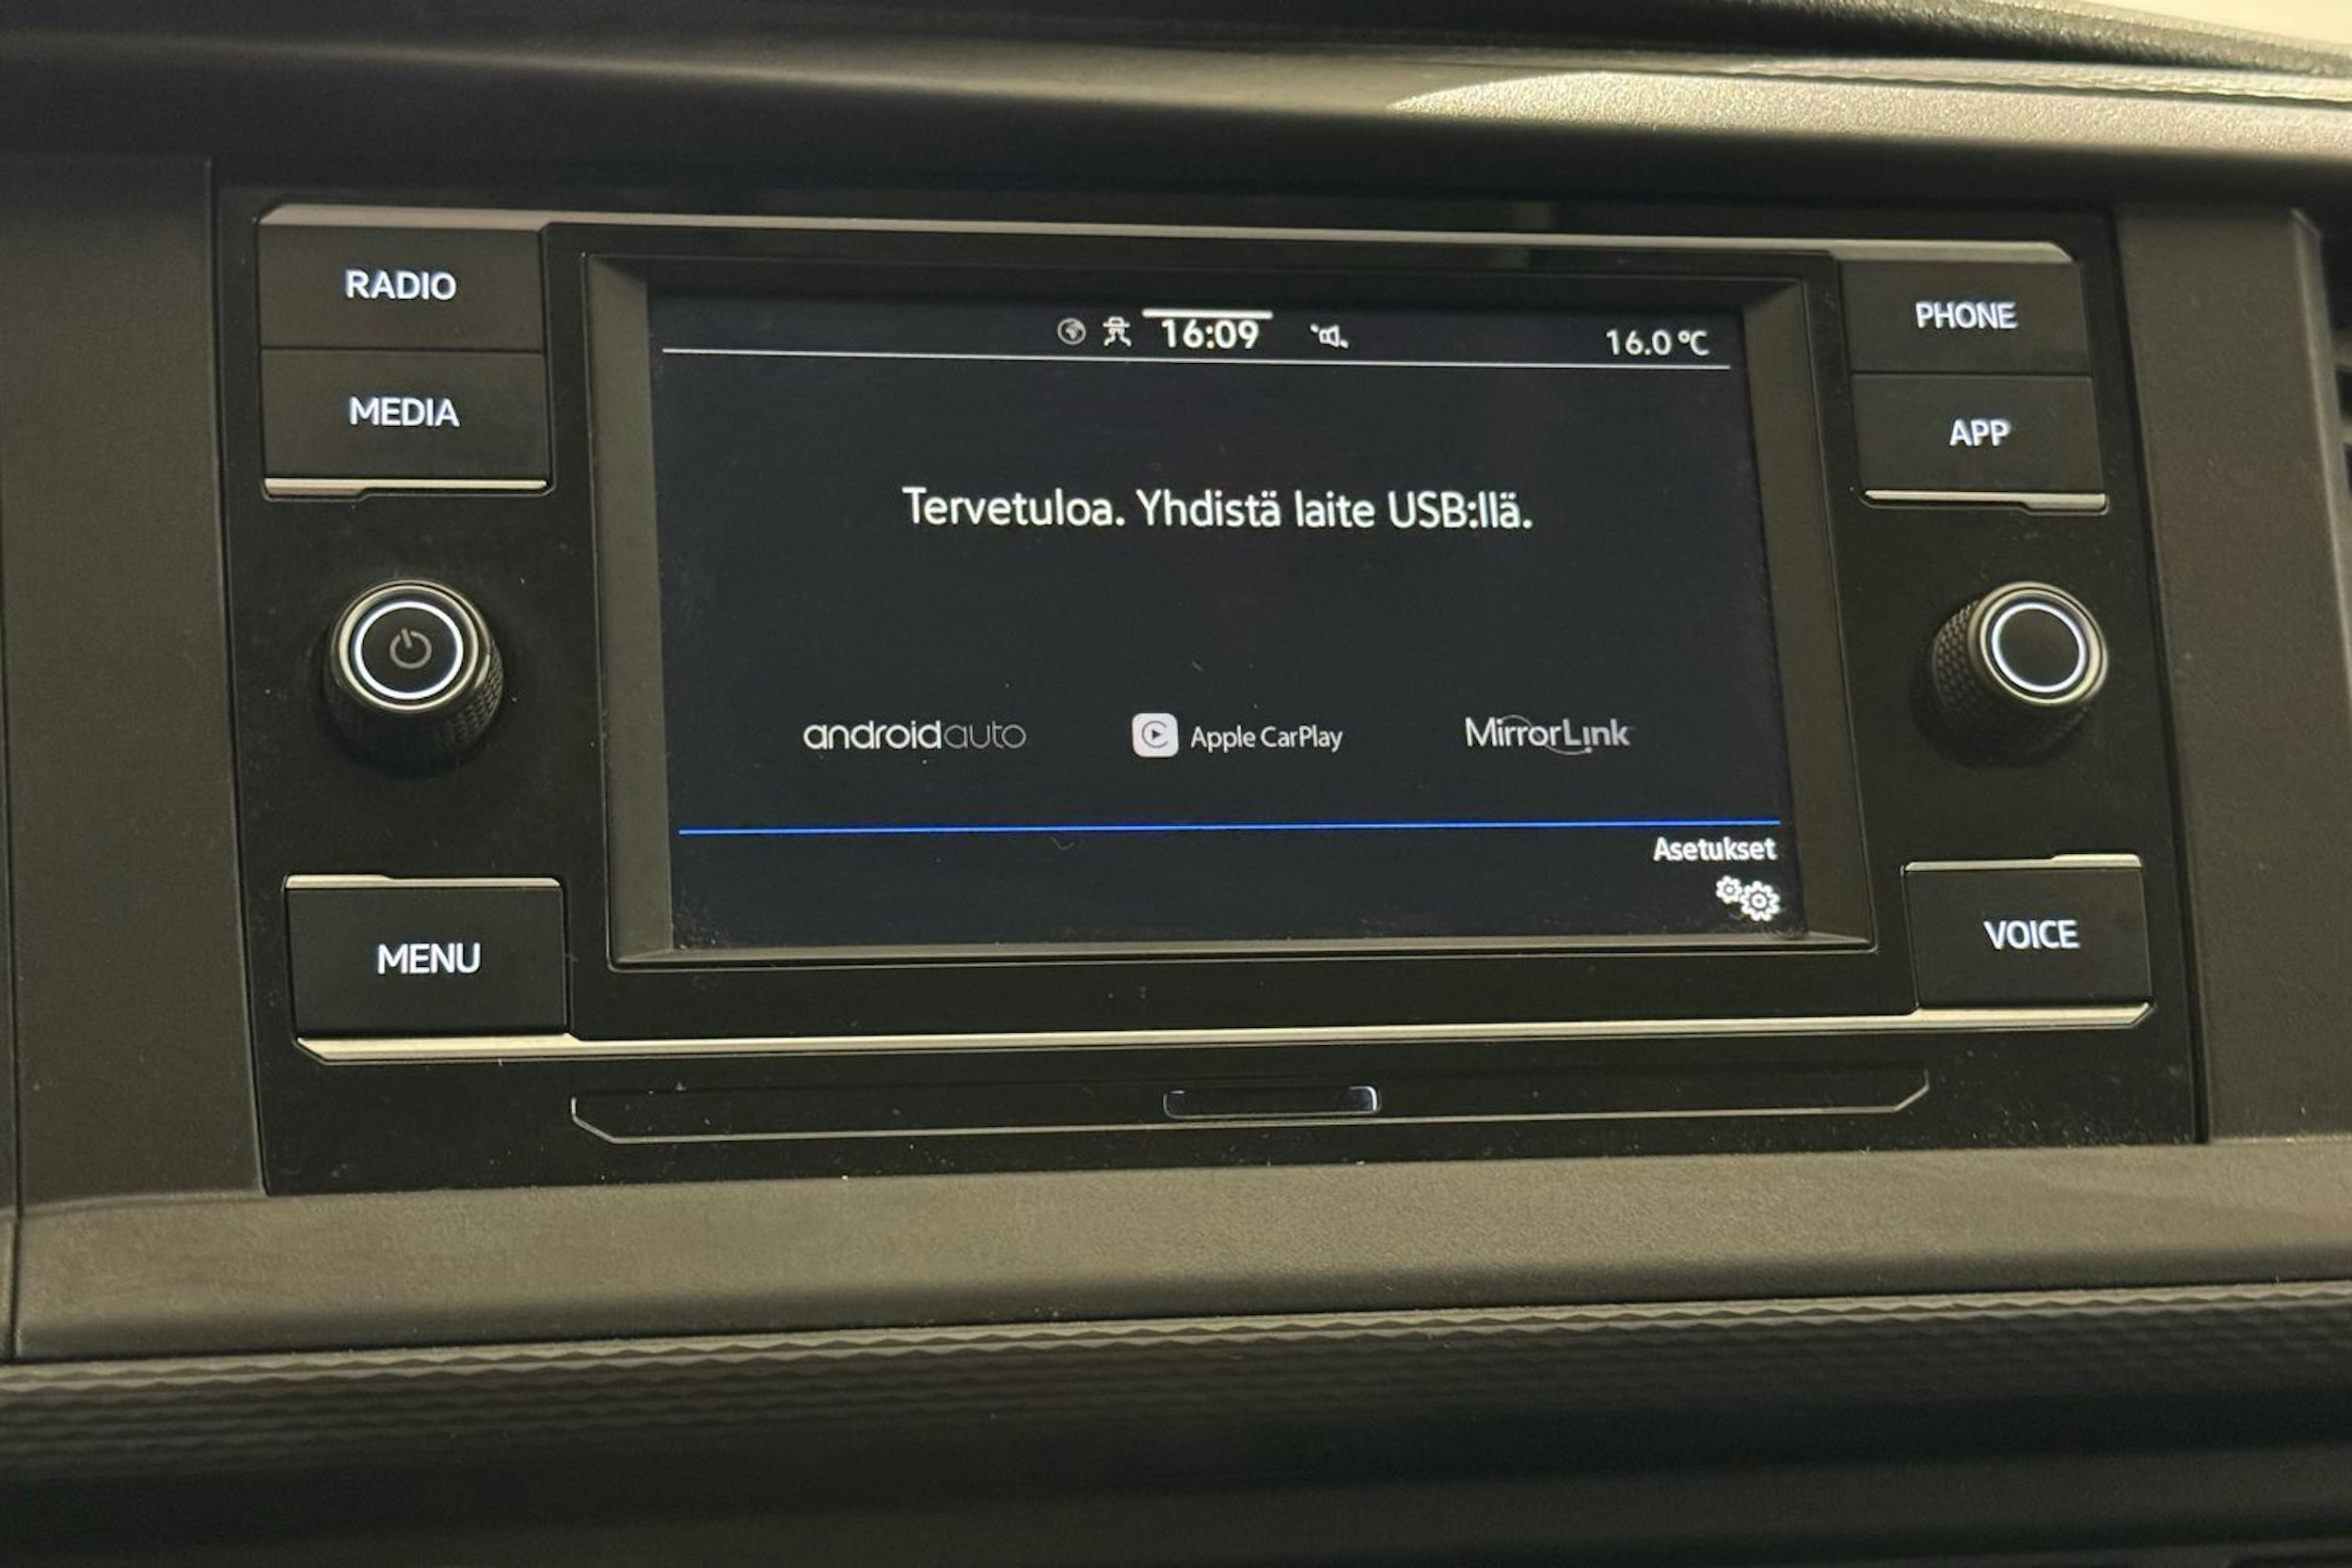 RADIO
MEDIA
MENU
16:09
16.0 °C
Tervetuloa. Yhdistä laite USB:llä.
androidauto
Apple CarPlay
MirrorLink
Asetukset
PHONE
APP
VOICE